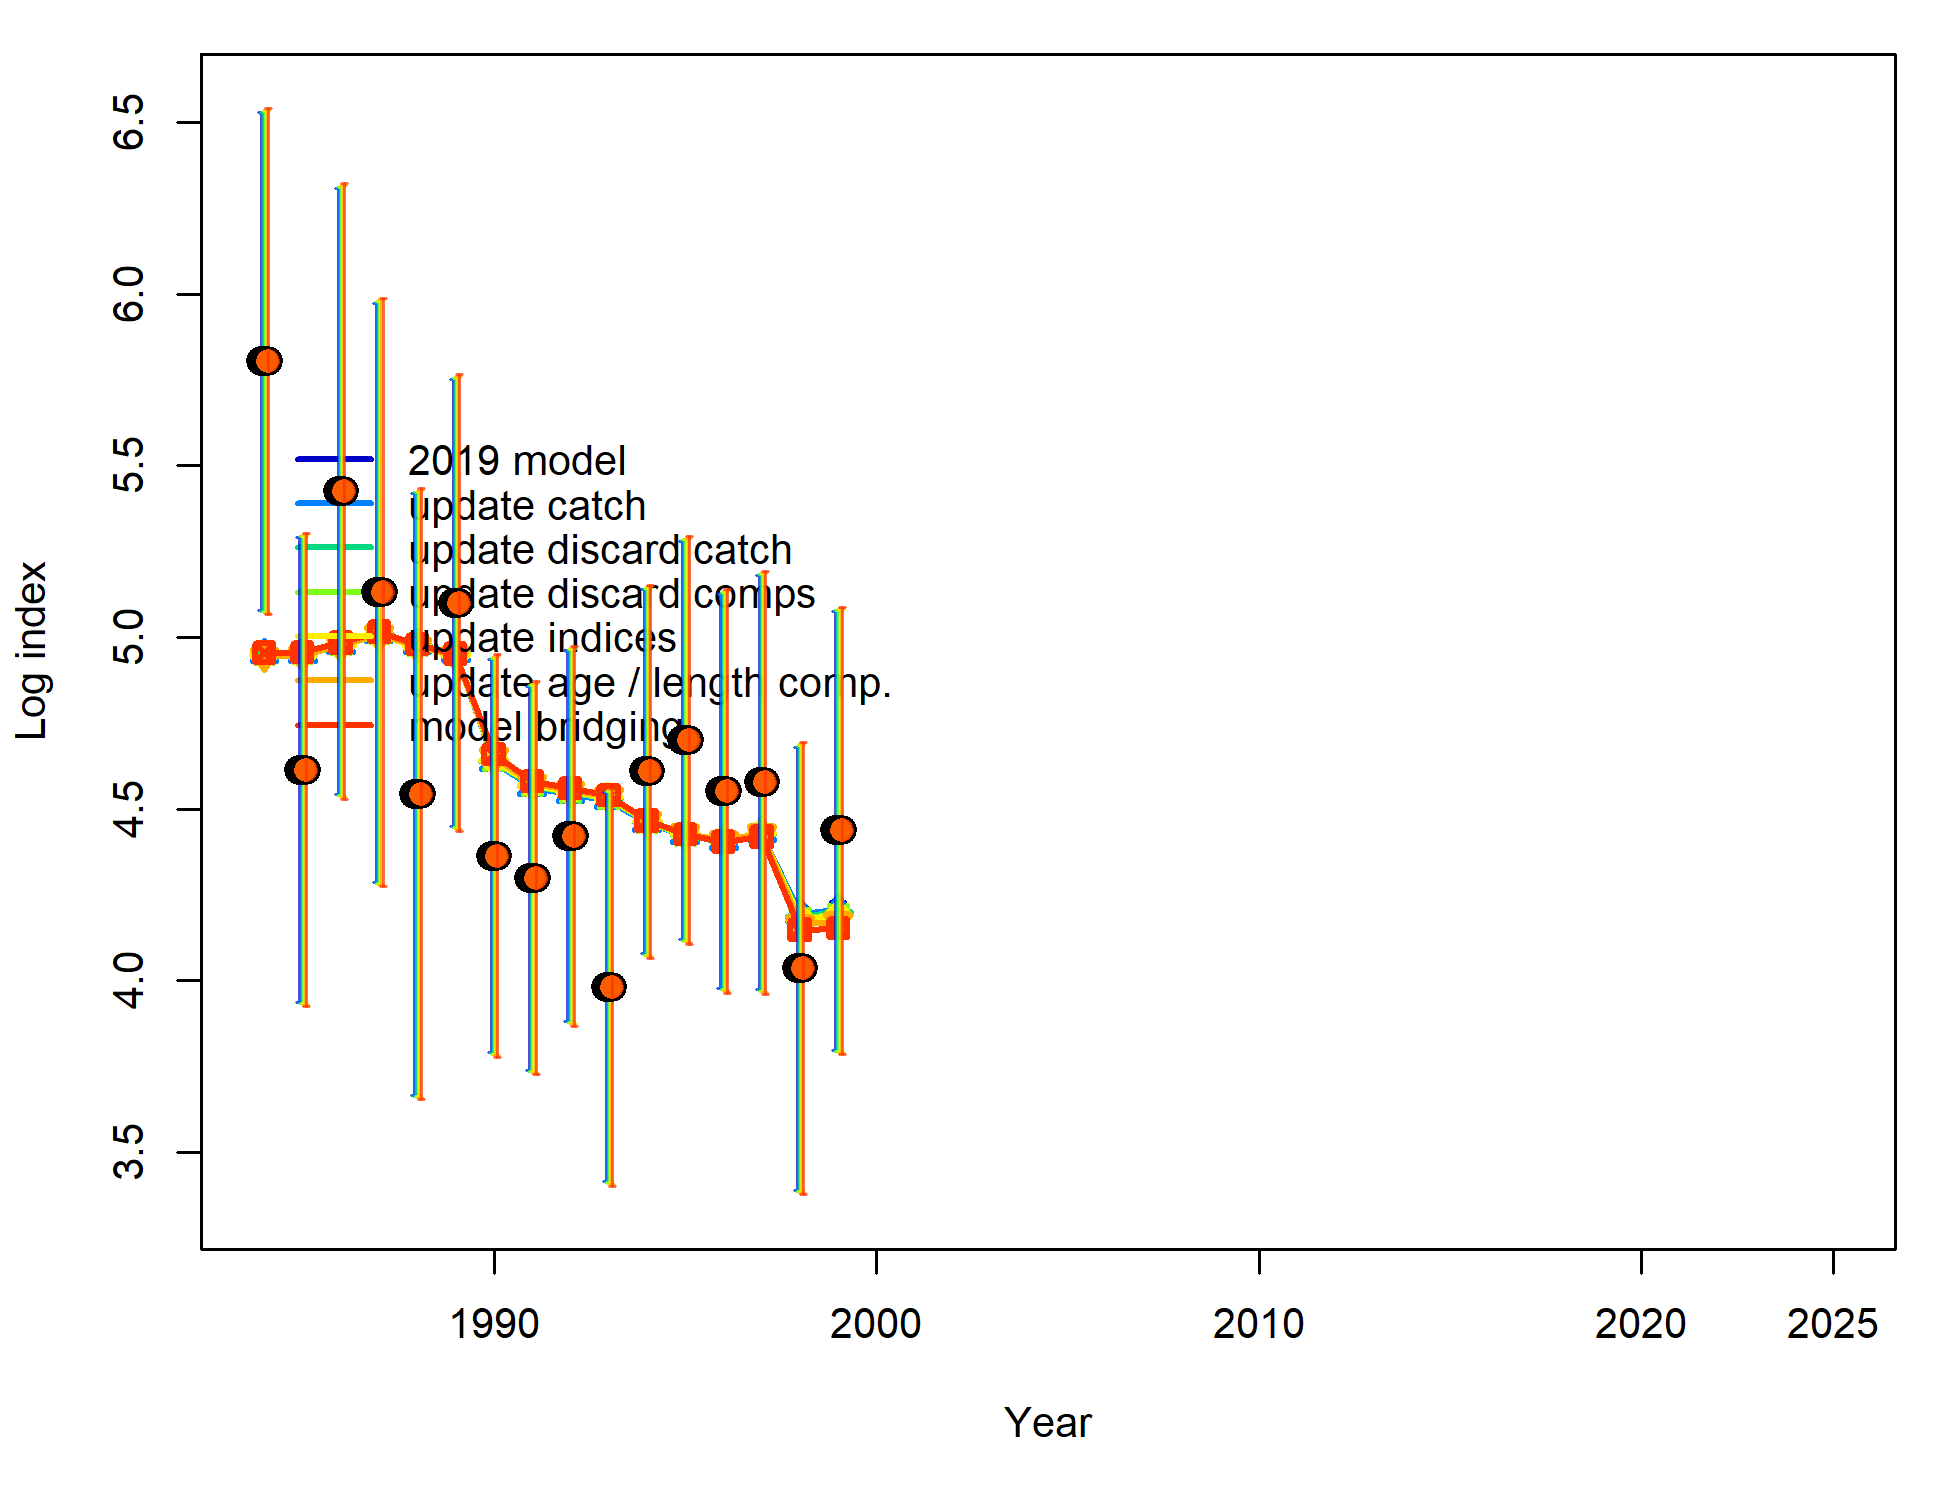 6.5
6.0
5.5
5.0
4.5
4.0
3.5
Log index
2019 model
update catch
update discard catch
update discard comps
update indices
update age / length comp.
model bridging
1990 2000 2010 2020 2025
Year